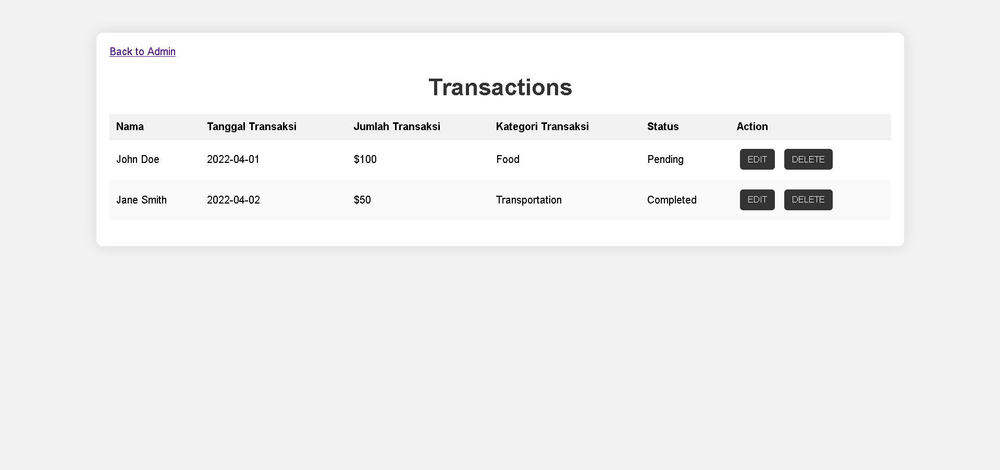 Back to Admin
Transactions
Nama Tanggal Transaksi Jumlah Transaksi Kategori Transaksi Status Action
John Doe 2022-04-01 $100 Food Pending EDIT DELETE
Jane Smith 2022-04-02 $50 Transportation Completed EDIT DELETE